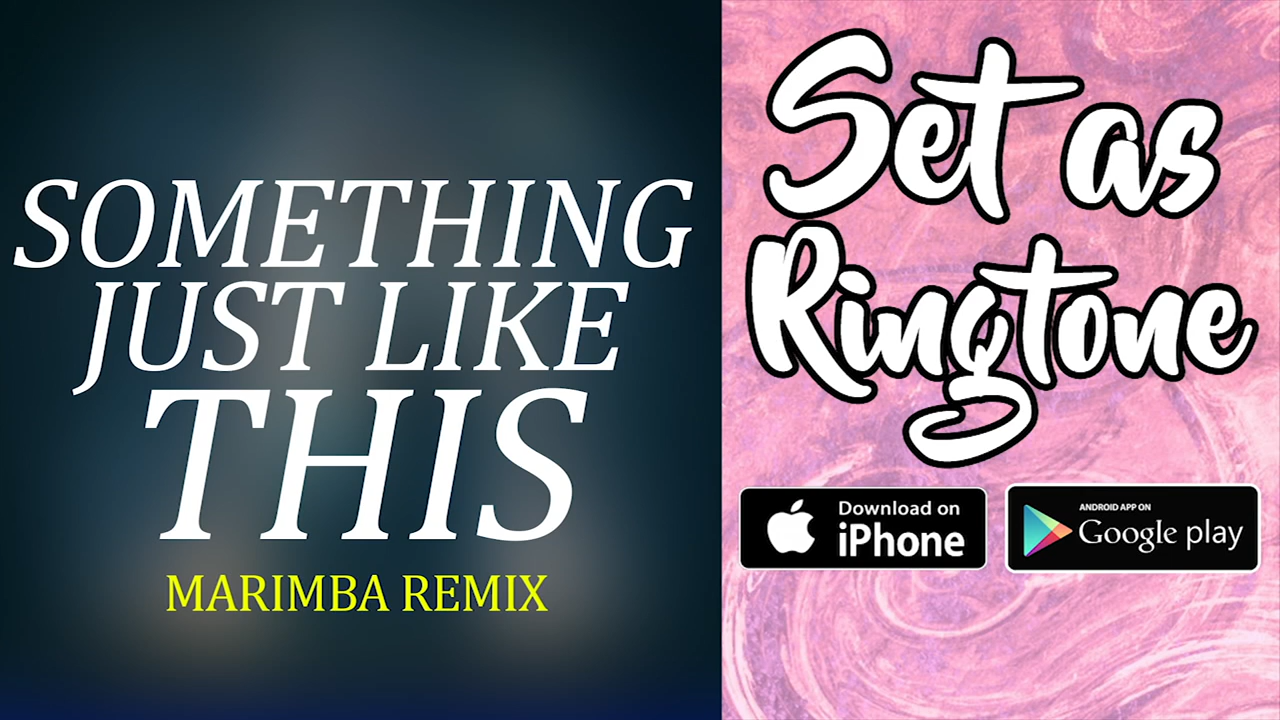 SOMETHING
JUST LIKE
THIS
MARIMBA REMIX
Set as
Ringtone
Download on
iPhone
ANDROID APP ON
Google play